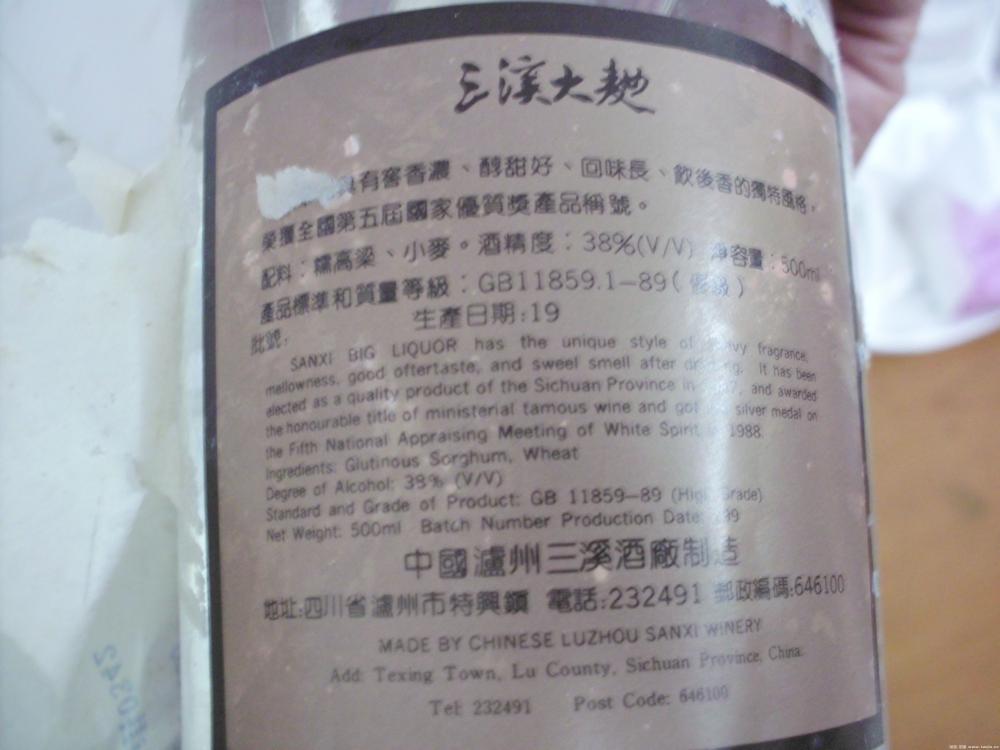 三溪大麯
具有窖香濃、醇甜好、回味長、飲後香的獨特風格。
榮獲全國第五屆國家優質獎產品稱號。
配料:糯高梁、小麥。酒精度:38%(V/V) 淨容量:500ml
產品標準和質量等級:GB11859.1—89(優級)
批號: 生產日期:19
SANXI BIG LIQUOR has the unique style of fragrance,
mellowness, good oftertaste, and sweel smell after It has been
elected as a quality product of the Sichuan Province in and awarded
the honourable title of ministerial tamous wine and got silver medal on
the Fifth National Appraising Meeting of White Spirit 1988.
Ingredients: Glutinous Sorghum, Wheat
Degree of Alcohol: 38% (V/V)
Standard and Grade of Product: GB 11859—89 (High Grade)
Net Weight: 500ml Batch Number Production Date:
中國瀘州三溪酒廠制造
地址:四川省瀘州市特興鎮 電話:232491 郵政編碼:646100
MADE BY CHINESE LUZHOU SANXI WINERY
Add: Texing Town, Lu County, Sichuan Province, China.
Tel: 232491 Post Code: 646100